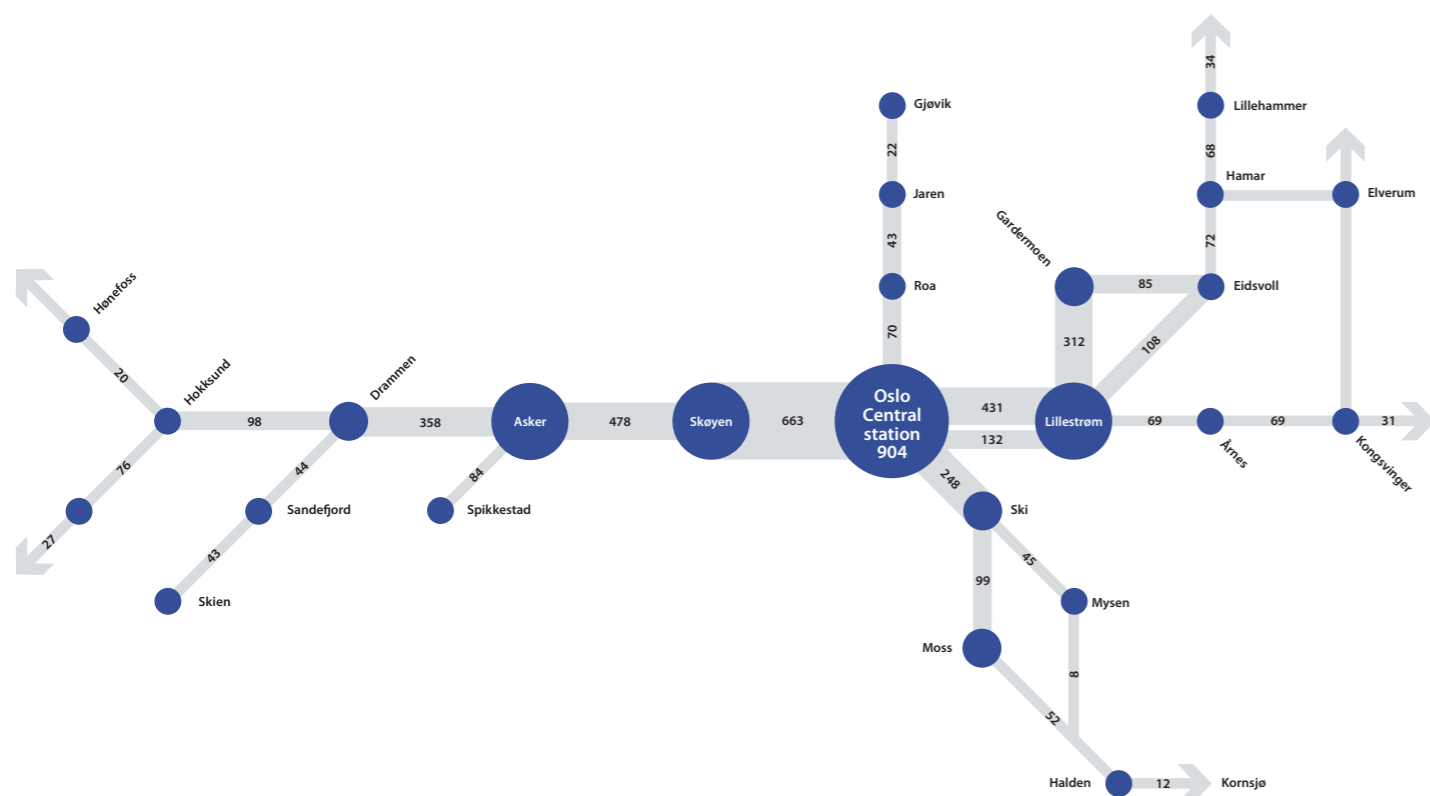 34
Gjøvik
Lillehammer
22
68
Hamar
Jaren
Elverum
Gardermoen
43
72
Hønefoss
Roa
85
Eidsvoll
70
312
108
20
Hokksund
Drammen
98
358
Asker
478
Skøyen
663
Oslo
Central
station
904
431
132
Lillestrøm
69
Årnes
69
Kongsvinger
31
76
44
84
248
27
Sandefjord
Spikkestad
Ski
43
99
45
Skien
Mysen
Moss
8
52
Halden
12
Kornsjø